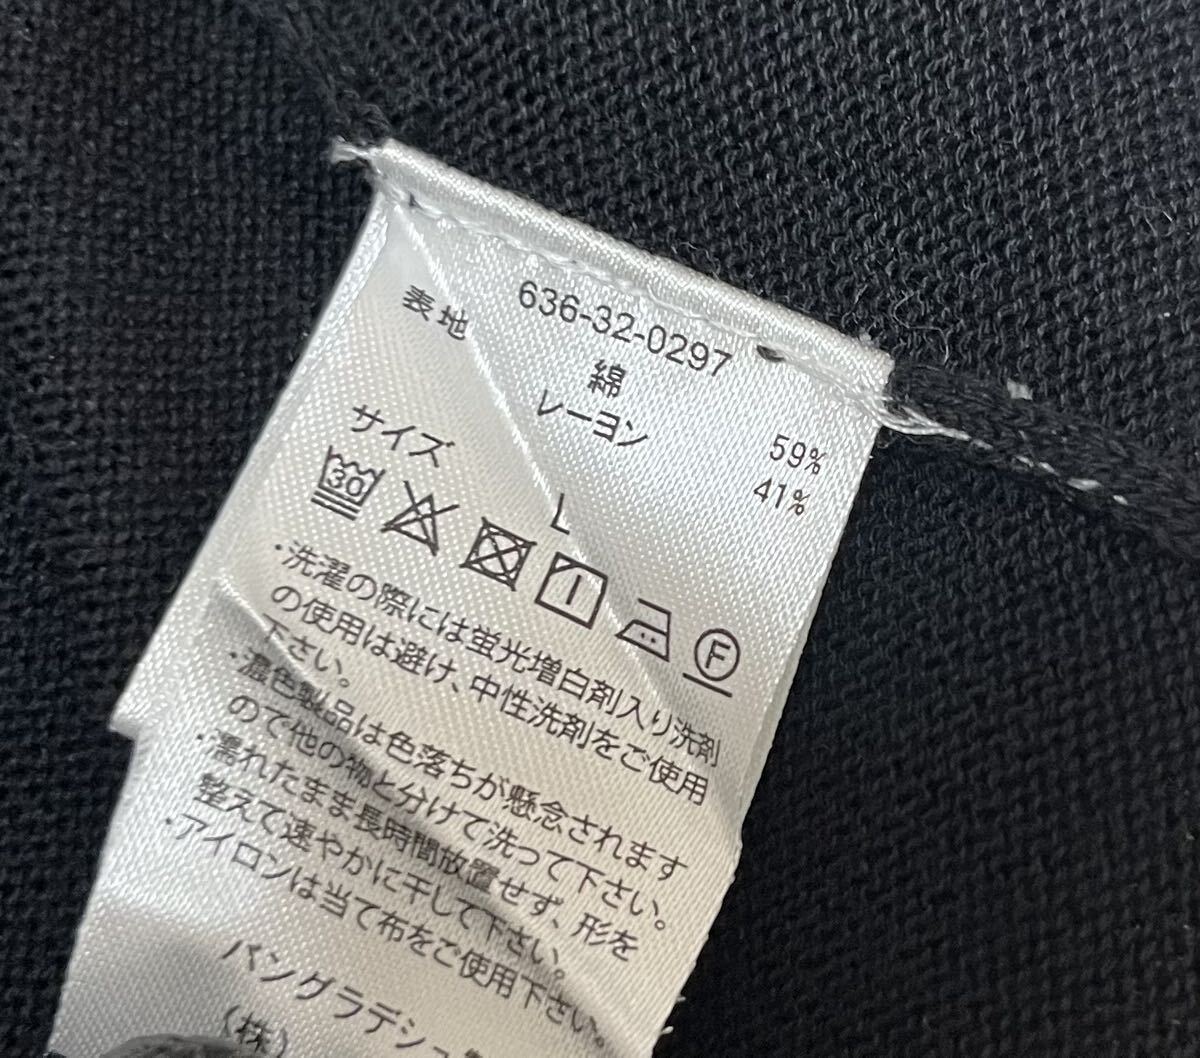 636-32-0297
表地 綿 59%
レーヨン 41%
サイズ L
30 F
・洗濯の際には蛍光増白剤入り洗剤
の使用は避け、中性洗剤をご使用
下さい。
・濃色製品は色落ちが懸念されます
ので他の物と分けて洗って下さい。
・濡れたまま長時間放置せず、形を
整えて速やかに干して下さい。
・アイロンは当て布をご使用下さい。
バングラデシュ
(株)